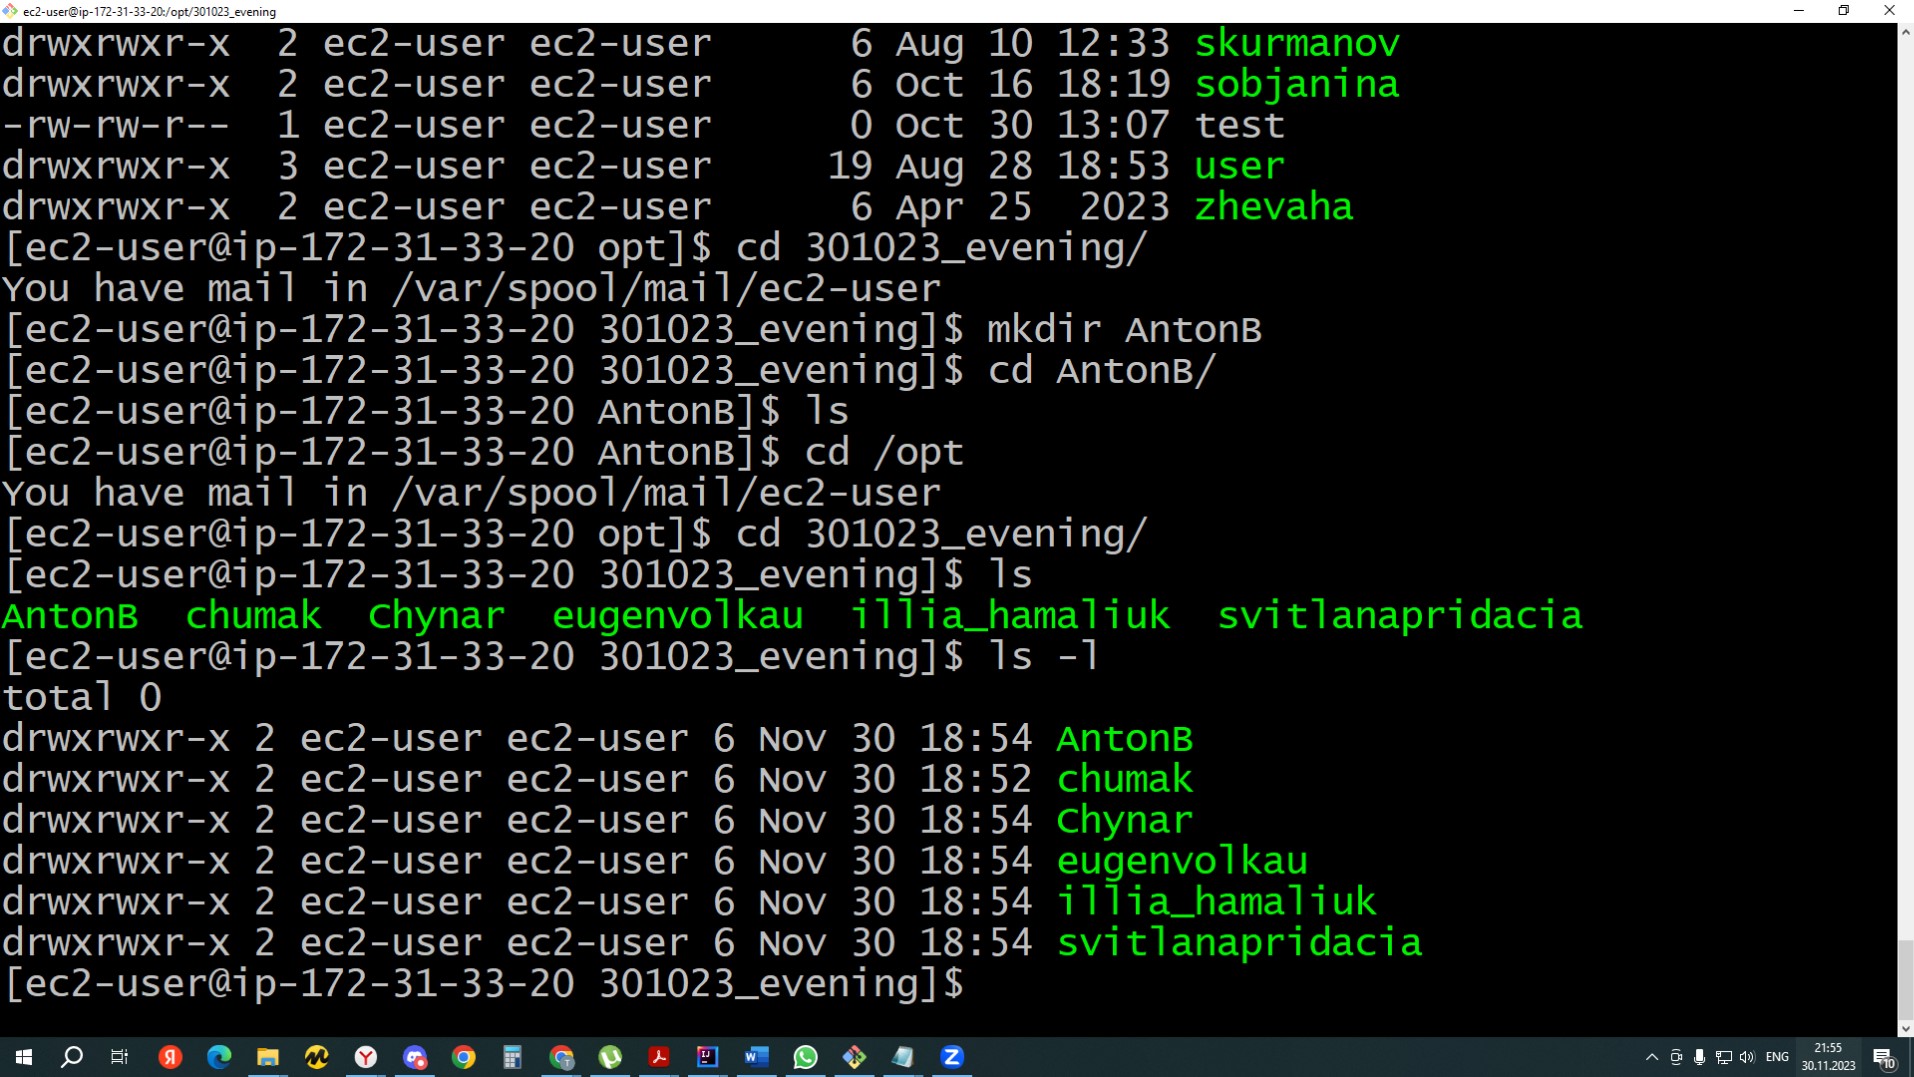 ec2-user@ip-172-31-33-20:/opt/301023_evening
drwxrwxr-x  2 ec2-user ec2-user      6 Aug 10 12:33 skurmanov
drwxrwxr-x  2 ec2-user ec2-user      6 Oct 16 18:19 sobjanina
-rw-rw-r--  1 ec2-user ec2-user      0 Oct 30 13:07 test
drwxrwxr-x  3 ec2-user ec2-user     19 Aug 28 18:53 user
drwxrwxr-x  2 ec2-user ec2-user      6 Apr 25  2023 zhevaha
[ec2-user@ip-172-31-33-20 opt]$ cd 301023_evening/
You have mail in /var/spool/mail/ec2-user
[ec2-user@ip-172-31-33-20 301023_evening]$ mkdir AntonB
[ec2-user@ip-172-31-33-20 301023_evening]$ cd AntonB/
[ec2-user@ip-172-31-33-20 AntonB]$ ls
[ec2-user@ip-172-31-33-20 AntonB]$ cd /opt
You have mail in /var/spool/mail/ec2-user
[ec2-user@ip-172-31-33-20 opt]$ cd 301023_evening/
[ec2-user@ip-172-31-33-20 301023_evening]$ ls
AntonB  chumak  Chynar  eugenvolkau  illia_hamaliuk  svitlanapridacia
[ec2-user@ip-172-31-33-20 301023_evening]$ ls -l
total 0
drwxrwxr-x 2 ec2-user ec2-user 6 Nov 30 18:54 AntonB
drwxrwxr-x 2 ec2-user ec2-user 6 Nov 30 18:52 chumak
drwxrwxr-x 2 ec2-user ec2-user 6 Nov 30 18:54 Chynar
drwxrwxr-x 2 ec2-user ec2-user 6 Nov 30 18:54 eugenvolkau
drwxrwxr-x 2 ec2-user ec2-user 6 Nov 30 18:54 illia_hamaliuk
drwxrwxr-x 2 ec2-user ec2-user 6 Nov 30 18:54 svitlanapridacia
[ec2-user@ip-172-31-33-20 301023_evening]$
ENG
21:55
30.11.2023
10